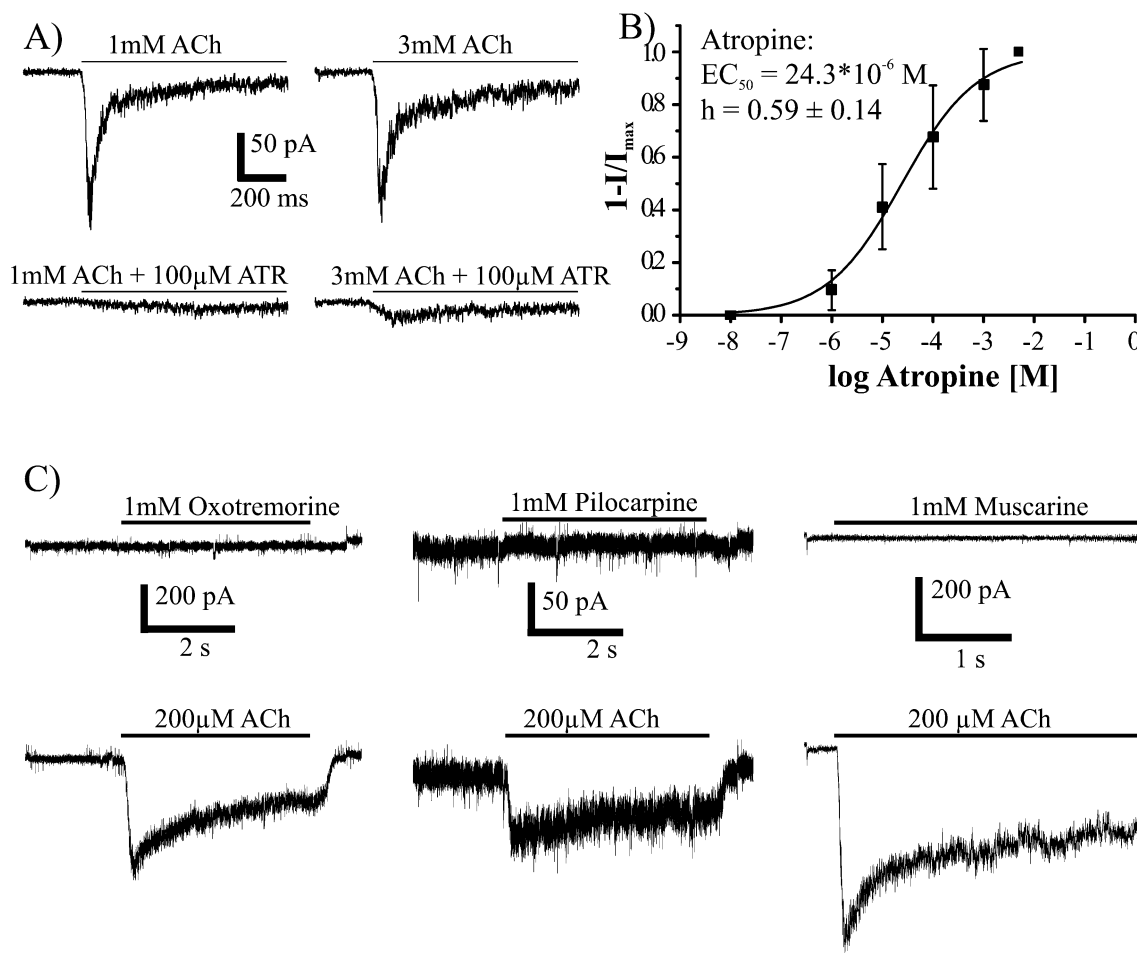 A)
1mM ACh
3mM ACh
50 pA
200 ms
1mM ACh + 100µM ATR
3mM ACh + 100µM ATR
B)
Atropine:
EC50 = 24.3*10-6 M
h = 0.59 ± 0.14
1-I/Imax
1.0
0.8
0.6
0.4
0.2
0.0
-9 -8 -7 -6 -5 -4 -3 -2 -1 0
log Atropine [M]
C)
1mM Oxotremorine
1mM Pilocarpine
1mM Muscarine
200 pA
2 s
50 pA
2 s
200 pA
1 s
200µM ACh
200µM ACh
200 µM ACh